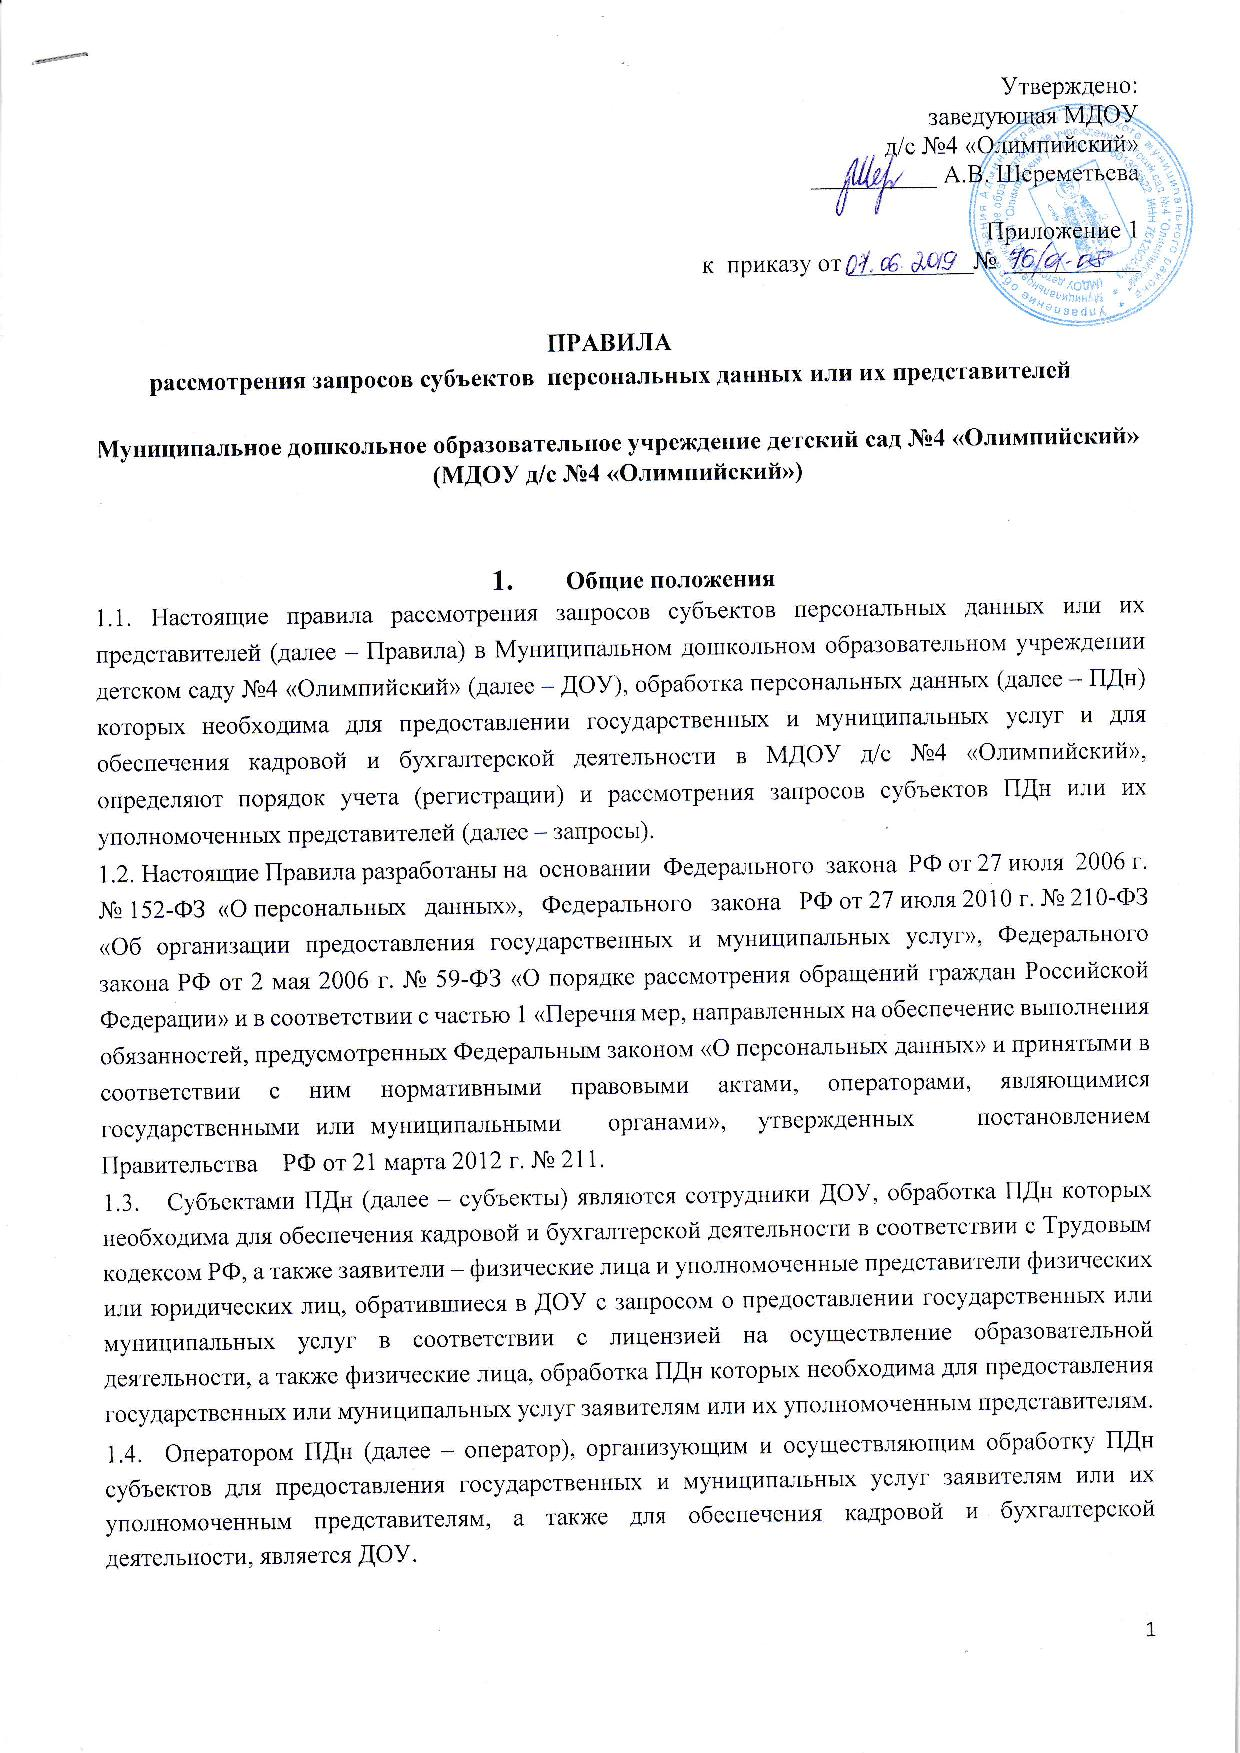 Утверждено:
заведующая МДОУ
д/с №4 «Олимпийский»
__________ А.В. Шереметьева
Приложение 1
к приказу от 07.06.2019 № 76/01-08
ПРАВИЛА
рассмотрения запросов субъектов персональных данных или их представителей
Муниципальное дошкольное образовательное учреждение детский сад №4 «Олимпийский»
(МДОУ д/с №4 «Олимпийский»)
1. Общие положения
1.1. Настоящие правила рассмотрения запросов субъектов персональных данных или их
представителей (далее – Правила) в Муниципальном дошкольном образовательном учреждении
детском саду №4 «Олимпийский» (далее – ДОУ), обработка персональных данных (далее – ПДн)
которых необходима для предоставлении государственных и муниципальных услуг и для
обеспечения кадровой и бухгалтерской деятельности в МДОУ д/с №4 «Олимпийский»,
определяют порядок учета (регистрации) и рассмотрения запросов субъектов ПДн или их
уполномоченных представителей (далее – запросы).
1.2. Настоящие Правила разработаны на основании Федерального закона РФ от 27 июля 2006 г.
№ 152-ФЗ «О персональных данных», Федерального закона РФ от 27 июля 2010 г. № 210-ФЗ
«Об организации предоставления государственных и муниципальных услуг», Федерального
закона РФ от 2 мая 2006 г. № 59-ФЗ «О порядке рассмотрения обращений граждан Российской
Федерации» и в соответствии с частью 1 «Перечня мер, направленных на обеспечение выполнения
обязанностей, предусмотренных Федеральным законом «О персональных данных» и принятыми в
соответствии с ним нормативными правовыми актами, операторами, являющимися
государственными или муниципальными органами», утвержденных постановлением
Правительства РФ от 21 марта 2012 г. № 211.
1.3. Субъектами ПДн (далее – субъекты) являются сотрудники ДОУ, обработка ПДн которых
необходима для обеспечения кадровой и бухгалтерской деятельности в соответствии с Трудовым
кодексом РФ, а также заявители – физические лица и уполномоченные представители физических
или юридических лиц, обратившиеся в ДОУ с запросом о предоставлении государственных или
муниципальных услуг в соответствии с лицензией на осуществление образовательной
деятельности, а также физические лица, обработка ПДн которых необходима для предоставления
государственных или муниципальных услуг заявителям или их уполномоченным представителям.
1.4. Оператором ПДн (далее – оператор), организующим и осуществляющим обработку ПДн
субъектов для предоставления государственных и муниципальных услуг заявителям или их
уполномоченным представителям, а также для обеспечения кадровой и бухгалтерской
деятельности, является ДОУ.
1